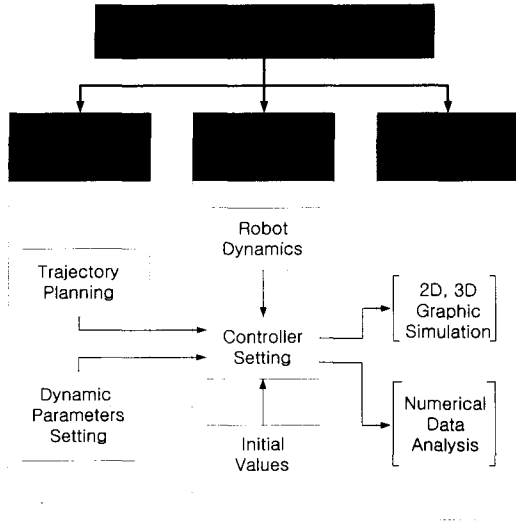 Robot
Dynamics
Trajectory
Planning
2D, 3D
Graphic
Simulation
Controller
Setting
Dynamic
Parameters
Setting
Numerical
Data
Analysis
Initial
Values